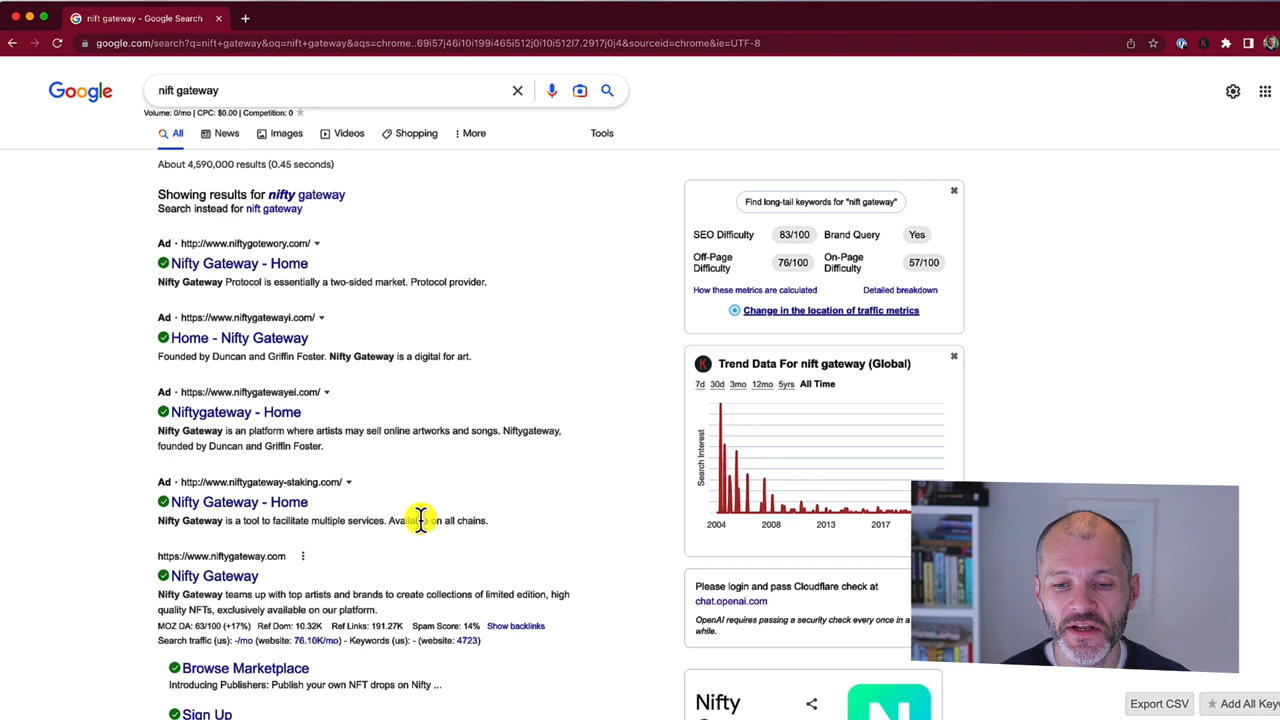 nift gateway - Google Search
google.com/search?q=nift+gateway&oq=nift+gateway&aqs=chrome..69i57j46i10i199i465i512j0i10i512l7.2917j0j4&sourceid=chrome&ie=UTF-8
Google
nift gateway
Volume: 0/mo | CPC: $0.00 | Competition: 0
All News Images Videos Shopping More Tools
About 4,590,000 results (0.45 seconds)
Showing results for nifty gateway
Search instead for nift gateway
Ad · http://www.niftygotewory.com/
Nifty Gateway - Home
Nifty Gateway Protocol is essentially a two-sided market. Protocol provider.
Ad · https://www.niftygatewayi.com/
Home - Nifty Gateway
Founded by Duncan and Griffin Foster. Nifty Gateway is a digital for art.
Ad · https://www.niftygatewayei.com/
Niftygateway - Home
Nifty Gateway is an platform where artists may sell online artworks and songs. Niftygateway,
founded by Duncan and Griffin Foster.
Ad · http://www.niftygateway-staking.com/
Nifty Gateway - Home
Nifty Gateway is a tool to facilitate multiple services. Available on all chains.
https://www.niftygateway.com
Nifty Gateway
Nifty Gateway teams up with top artists and brands to create collections of limited edition, high
quality NFTs, exclusively available on our platform.
MOZ DA: 63/100 (+17%) Ref Dom: 10.32K Ref Links: 191.27K Spam Score: 14% Show backlinks
Search traffic (us): -/mo (website: 76.10K/mo) - Keywords (us): - (website: 4723)
Browse Marketplace
Introducing Publishers: Publish your own NFT drops on Nifty ...
Sign Up
Find long-tail keywords for "nift gateway"
SEO Difficulty 83/100 Brand Query Yes
Off-Page
Difficulty 76/100
On-Page
Difficulty 57/100
How these metrics are calculated Detailed breakdown
Change in the location of traffic metrics
K Trend Data For nift gateway (Global)
7d 30d 3mo 12mo 5yrs All Time
Search Interest
2004 2008 2013 2017
Please login and pass Cloudflare check at
chat.openai.com
OpenAI requires passing a security check every once in a
while.
Nifty
N
Export CSV
Add All Key